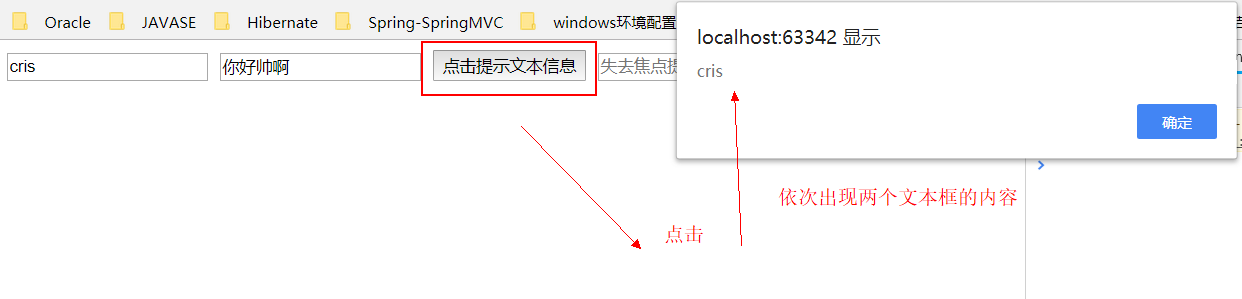 Oracle JAVASE Hibernate Spring-SpringMVC windows环境配置
localhost:63342 显示
cris
确定
cris 你好帅啊 点击提示文本信息 失去焦点提
依次出现两个文本框的内容
点击